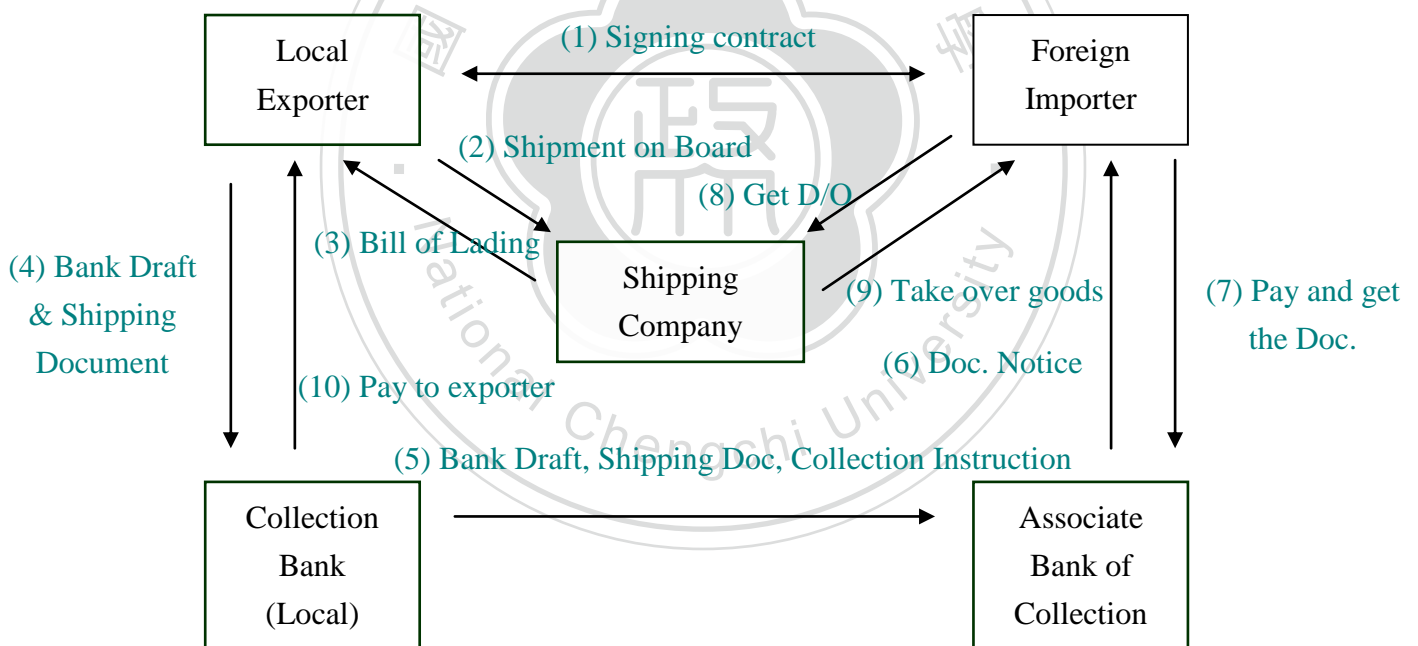 Local
Exporter
(1) Signing contract
Foreign
Importer
(2) Shipment on Board
(8) Get D/O
(3) Bill of Lading
Shipping
Company
(4) Bank Draft
& Shipping
Document
(9) Take over goods
(7) Pay and get
the Doc.
(6) Doc. Notice
(10) Pay to exporter
(5) Bank Draft, Shipping Doc, Collection Instruction
Collection
Bank
(Local)
Associate
Bank of
Collection
National Chengchi University
政